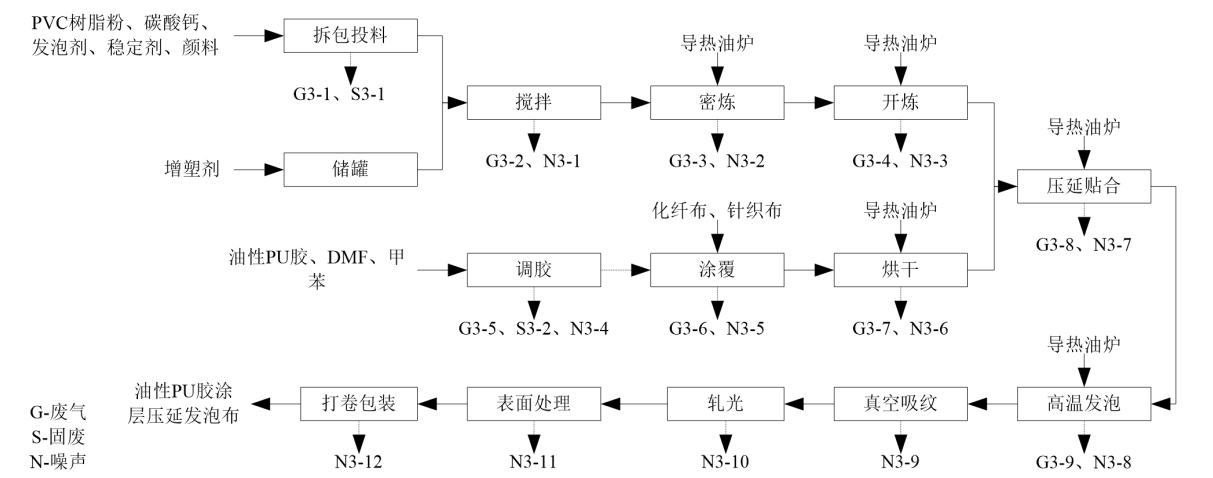 PVC树脂粉、碳酸钙、
发泡剂、稳定剂、颜料
拆包投料
G3-1、S3-1
增塑剂
储罐
搅拌
G3-2、N3-1
导热油炉
密炼
G3-3、N3-2
导热油炉
开炼
G3-4、N3-3
油性PU胶、DMF、甲
苯
调胶
G3-5、S3-2、N3-4
化纤布、针织布
涂覆
G3-6、N3-5
导热油炉
烘干
G3-7、N3-6
导热油炉
压延贴合
G3-8、N3-7
导热油炉
高温发泡
G3-9、N3-8
真空吸纹
N3-9
轧光
N3-10
表面处理
N3-11
打卷包装
N3-12
油性PU胶涂
层压延发泡布
G-废气
S-固废
N-噪声